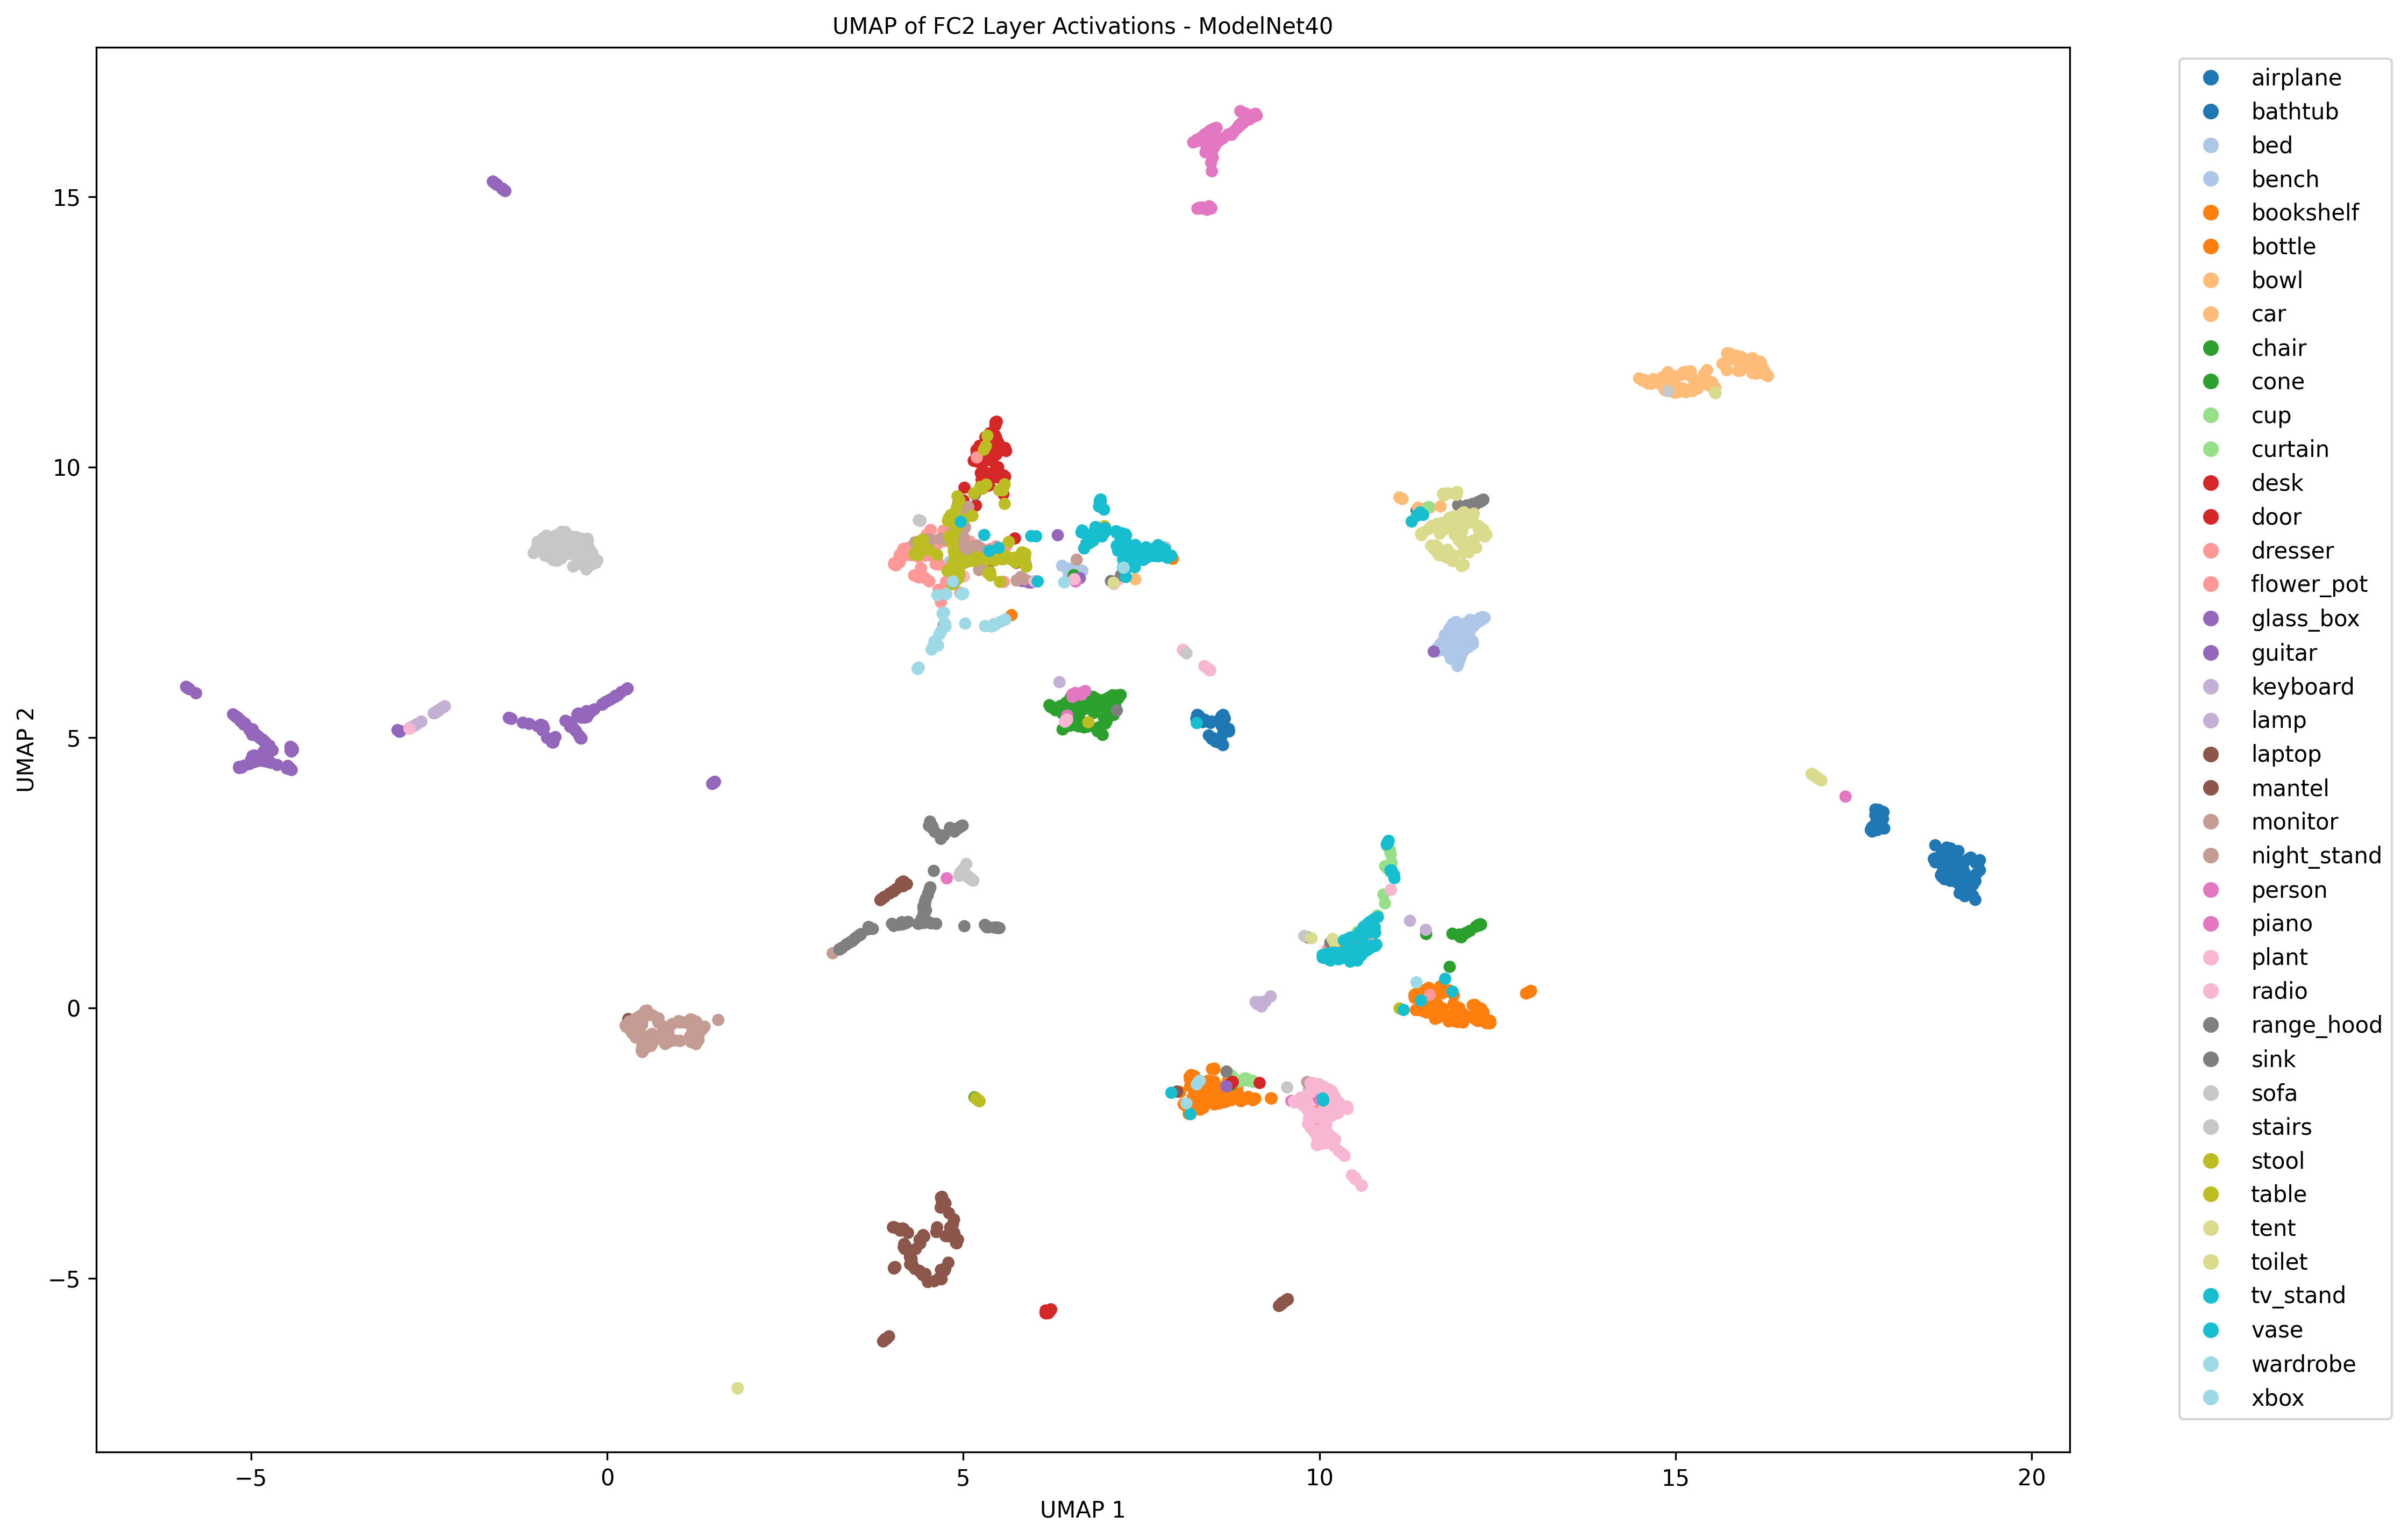 UMAP of FC2 Layer Activations - ModelNet40
UMAP 2
15
10
5
0
−5
−5
0
5
10
15
20
UMAP 1
airplane
bathtub
bed
bench
bookshelf
bottle
bowl
car
chair
cone
cup
curtain
desk
door
dresser
flower_pot
glass_box
guitar
keyboard
lamp
laptop
mantel
monitor
night_stand
person
piano
plant
radio
range_hood
sink
sofa
stairs
stool
table
tent
toilet
tv_stand
vase
wardrobe
xbox